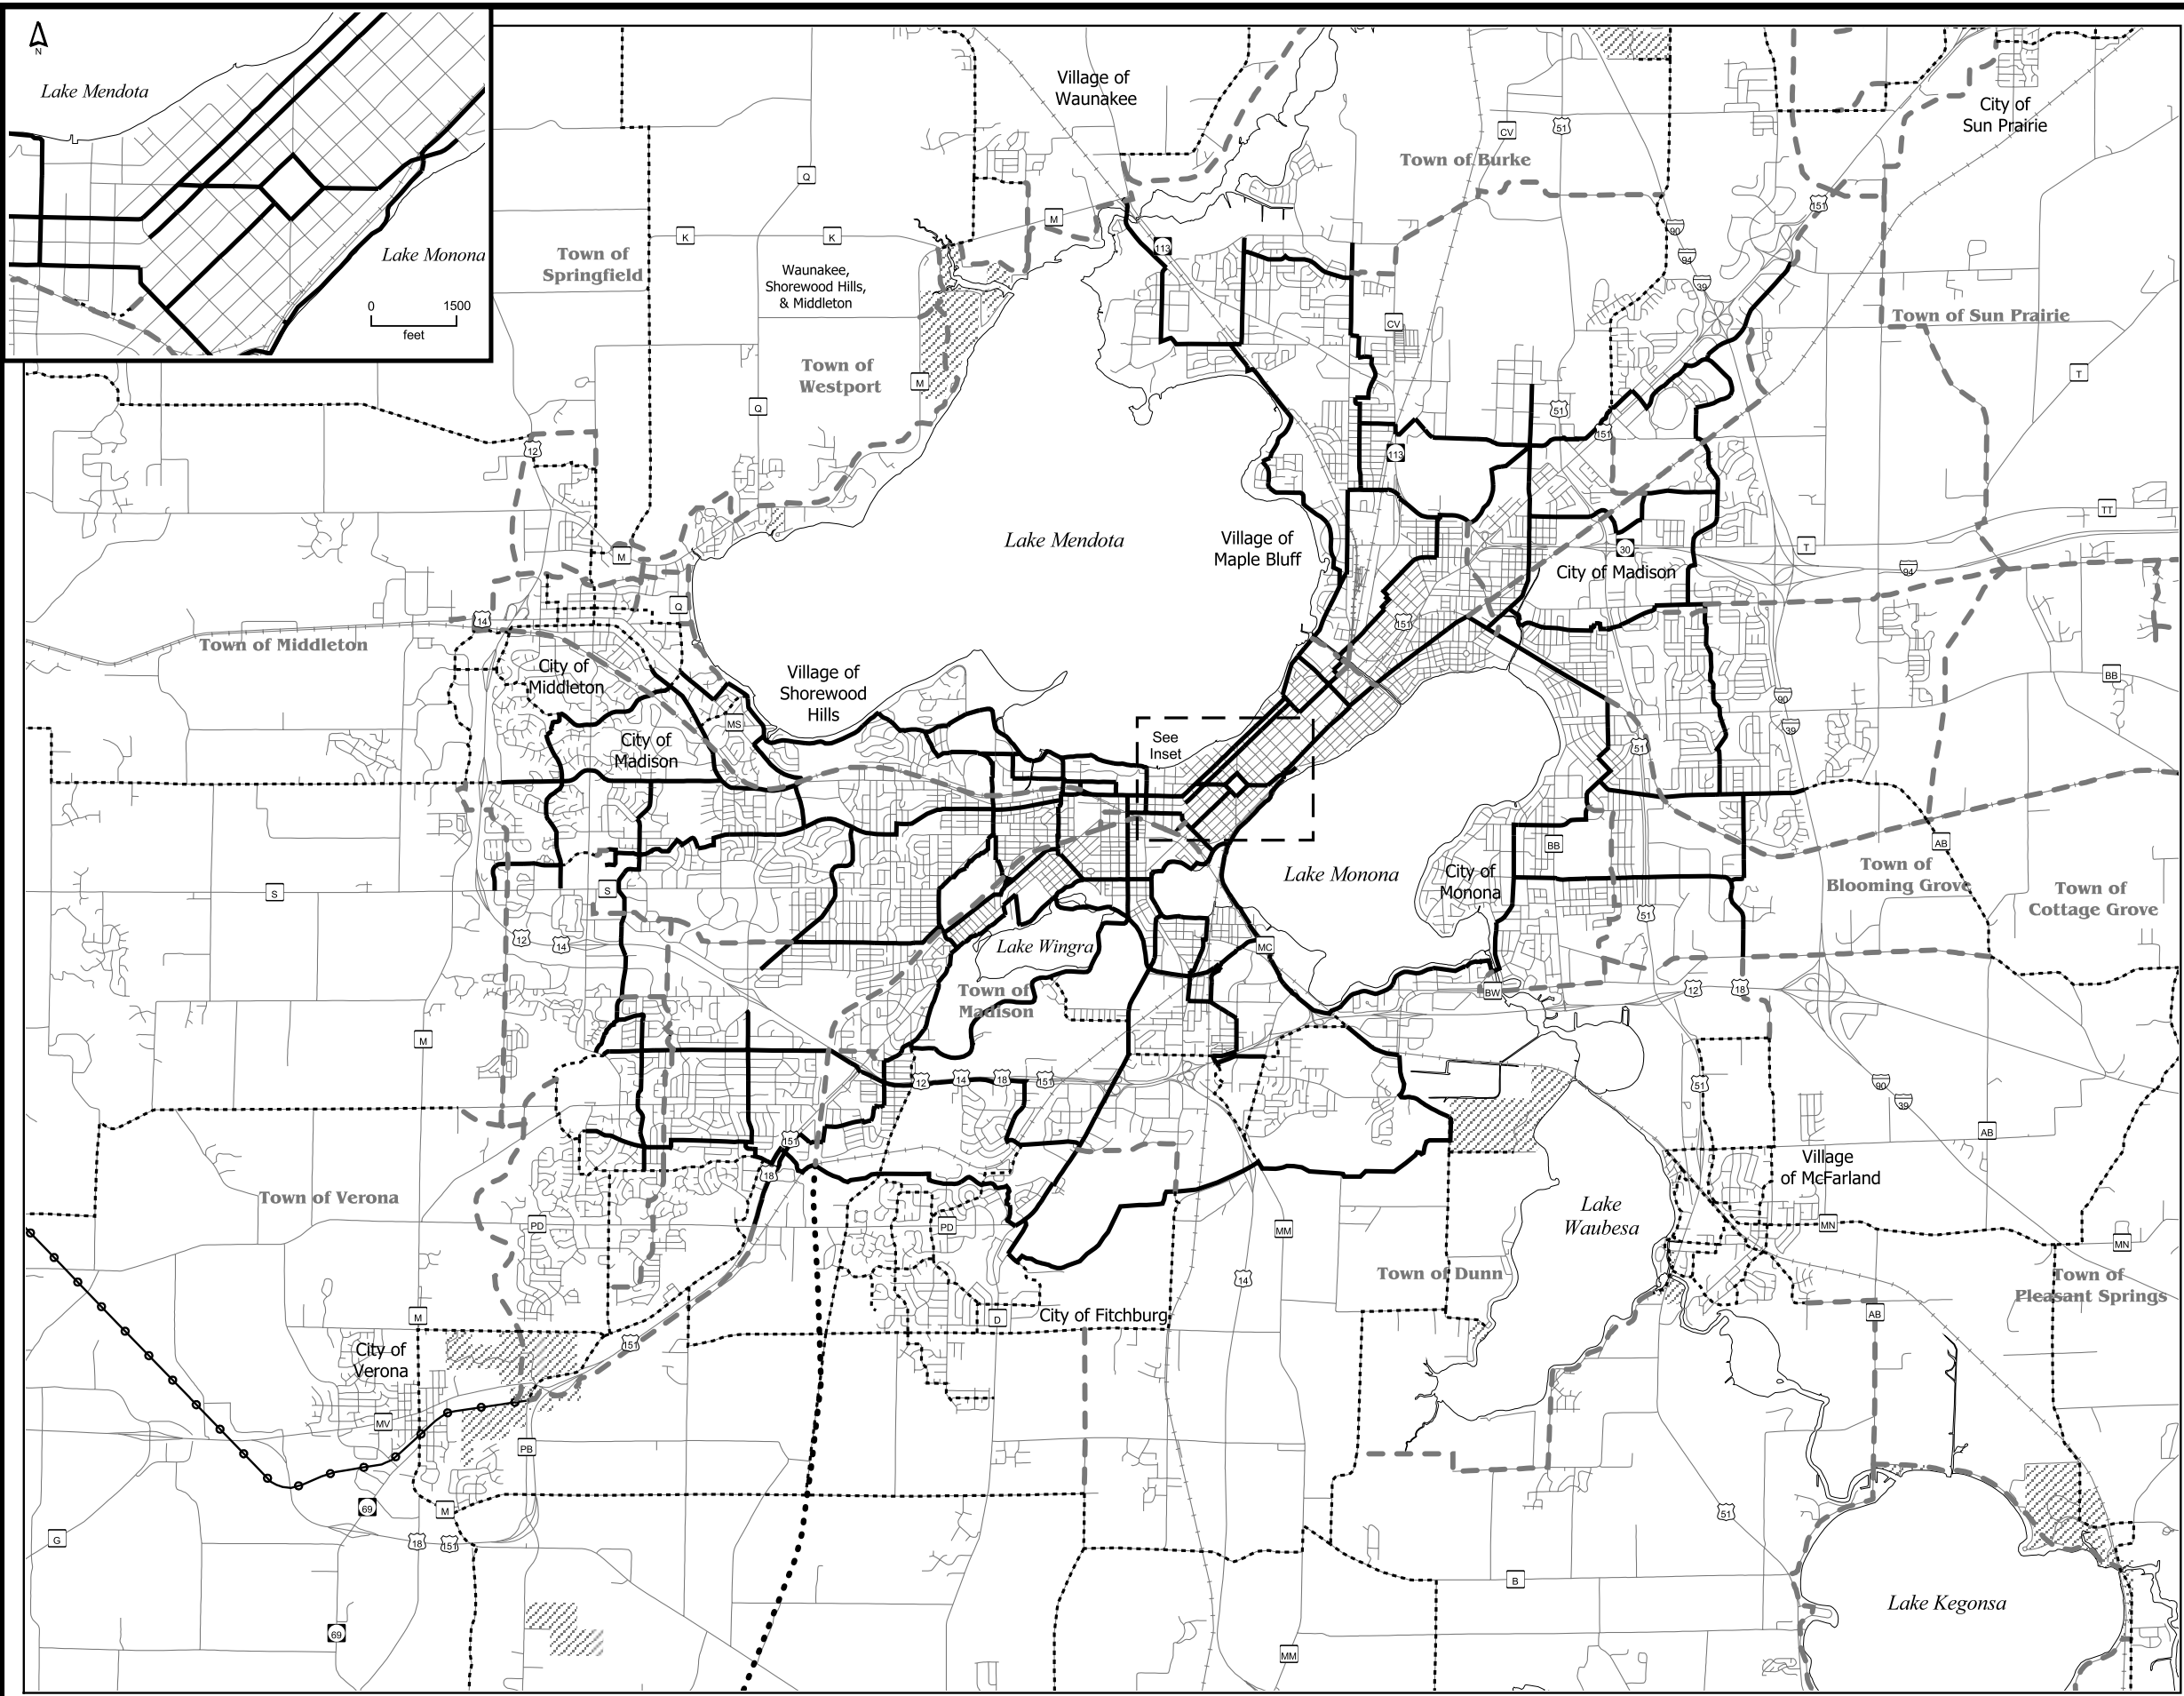 N
Lake Mendota
Lake Monona
0 1500
feet
Village of
Waunakee
City of
Sun Prairie
CV
51
Town of Burke
Q
151
M
113
90
94
39
K
K
Town of
Springfield
Waunakee,
Shorewood Hills,
& Middleton
CV
Town of Sun Prairie
Town of
Westport
M
T
Q
51
151
12
113
TT
Lake Mendota
Village of
Maple Bluff
30
T
M
City of Madison
94
Q
14
151
Town of Middleton
City of
Middleton
Village of
Shorewood
Hills
BB
90
MS
39
City of
Madison
See
Inset
51
BB
AB
Lake Monona
City of
Monona
Town of
Blooming Grove
Town of
Cottage Grove
S
S
51
12
14
Lake Wingra
MC
Town of
Madison
BW
12
18
M
12
14
18
151
51
90
39
151
AB
18
Village
of McFarland
Town of Verona
Lake
Waubesa
PD
PD
MM
MN
MN
14
Town of Dunn
Town of
Pleasant Springs
M
D
City of Fitchburg
AB
151
City of
Verona
MV
PB
69
M
51
G
18
151
B
Lake Kegonsa
69
MM